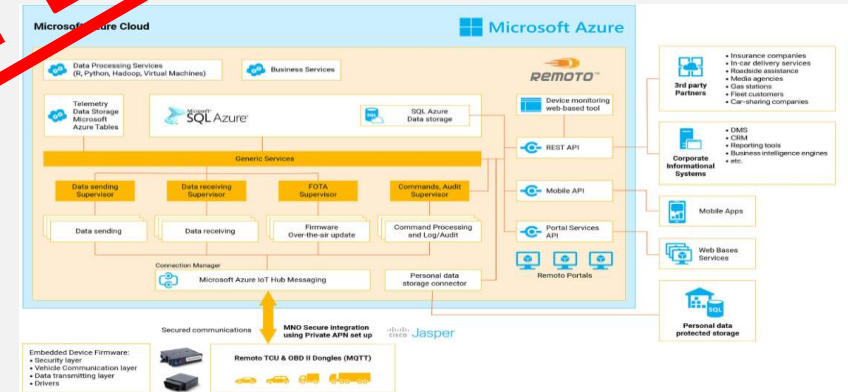 Microsoft Azure Cloud
Microsoft Azure
Data Processing Services
(R, Python, Hadoop, Virtual Machines)
Business Services
REMOTO™
Telemetry
Data Storage
Microsoft
Azure Tables
Microsoft
SQL Azure
SQL
SQL Azure
Data storage
Device monitoring
web-based tool
Generic Services
REST API
Data sending
Supervisor
Data receiving
Supervisor
FOTA
Supervisor
Commands, Audit
Supervisor
Mobile API
Data sending
Data receiving
Firmware
Over-the-air update
Command Processing
and Log/Audit
Portal Services
API
Connection Manager
Microsoft Azure IoT Hub Messaging
Personal data
storage connector
Remoto Portals
3rd party
Partners
• Insurance companies
• In-car delivery services
• Roadside assistance
• Media agencies
• Gas stations
• Fleet customers
• Car-sharing companies
Corporate
Informational
Systems
• DMS
• CRM
• Reporting tools
• Business intelligence engines
• etc.
Mobile Apps
Web Bases
Services
SQL
Personal data
protected storage
Secured communications
MNO Secure integration
using Private APN set up
cisco Jasper
Embedded Device Firmware:
• Security layer
• Vehicle Communication layer
• Data transmitting layer
• Drivers
Remoto TCU & OBD II Dongles (MQTT)